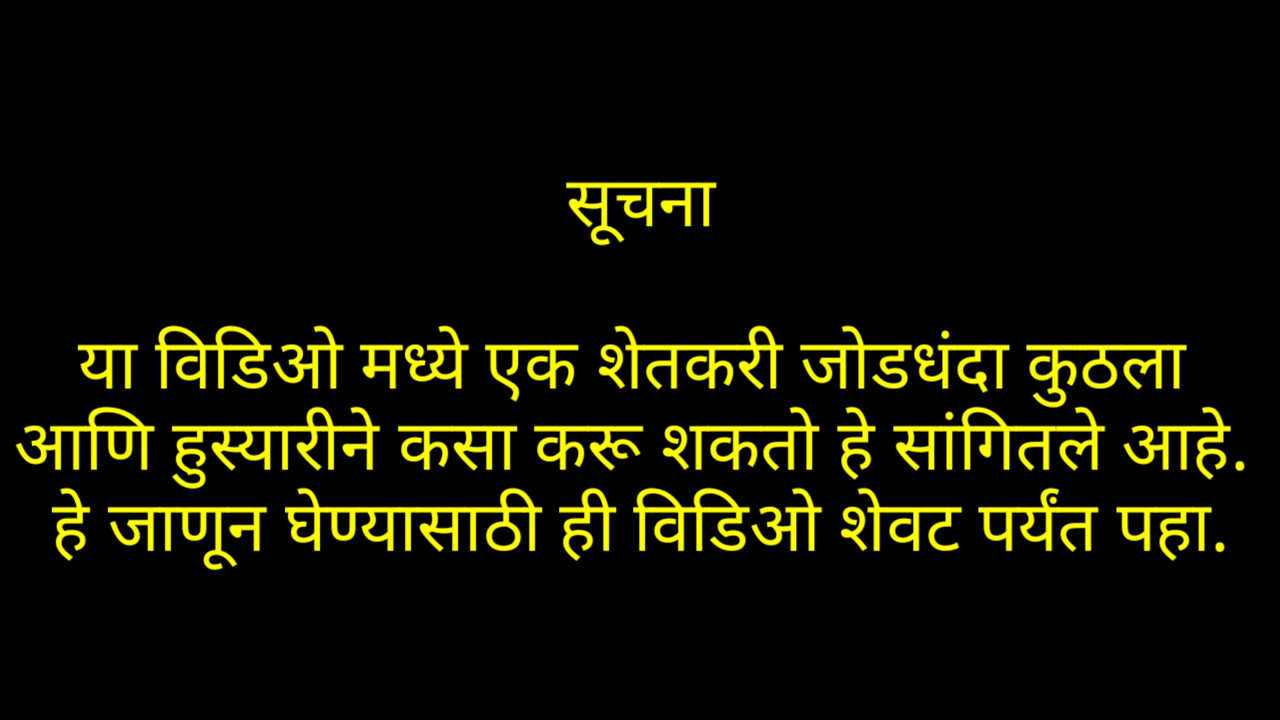 सूचना
या विडिओ मध्ये एक शेतकरी जोडधंदा कुठला
आणि हुस्यारीने कसा करू शकतो हे सांगितले आहे.
हे जाणून घेण्यासाठी ही विडिओ शेवट पर्यंत पहा.